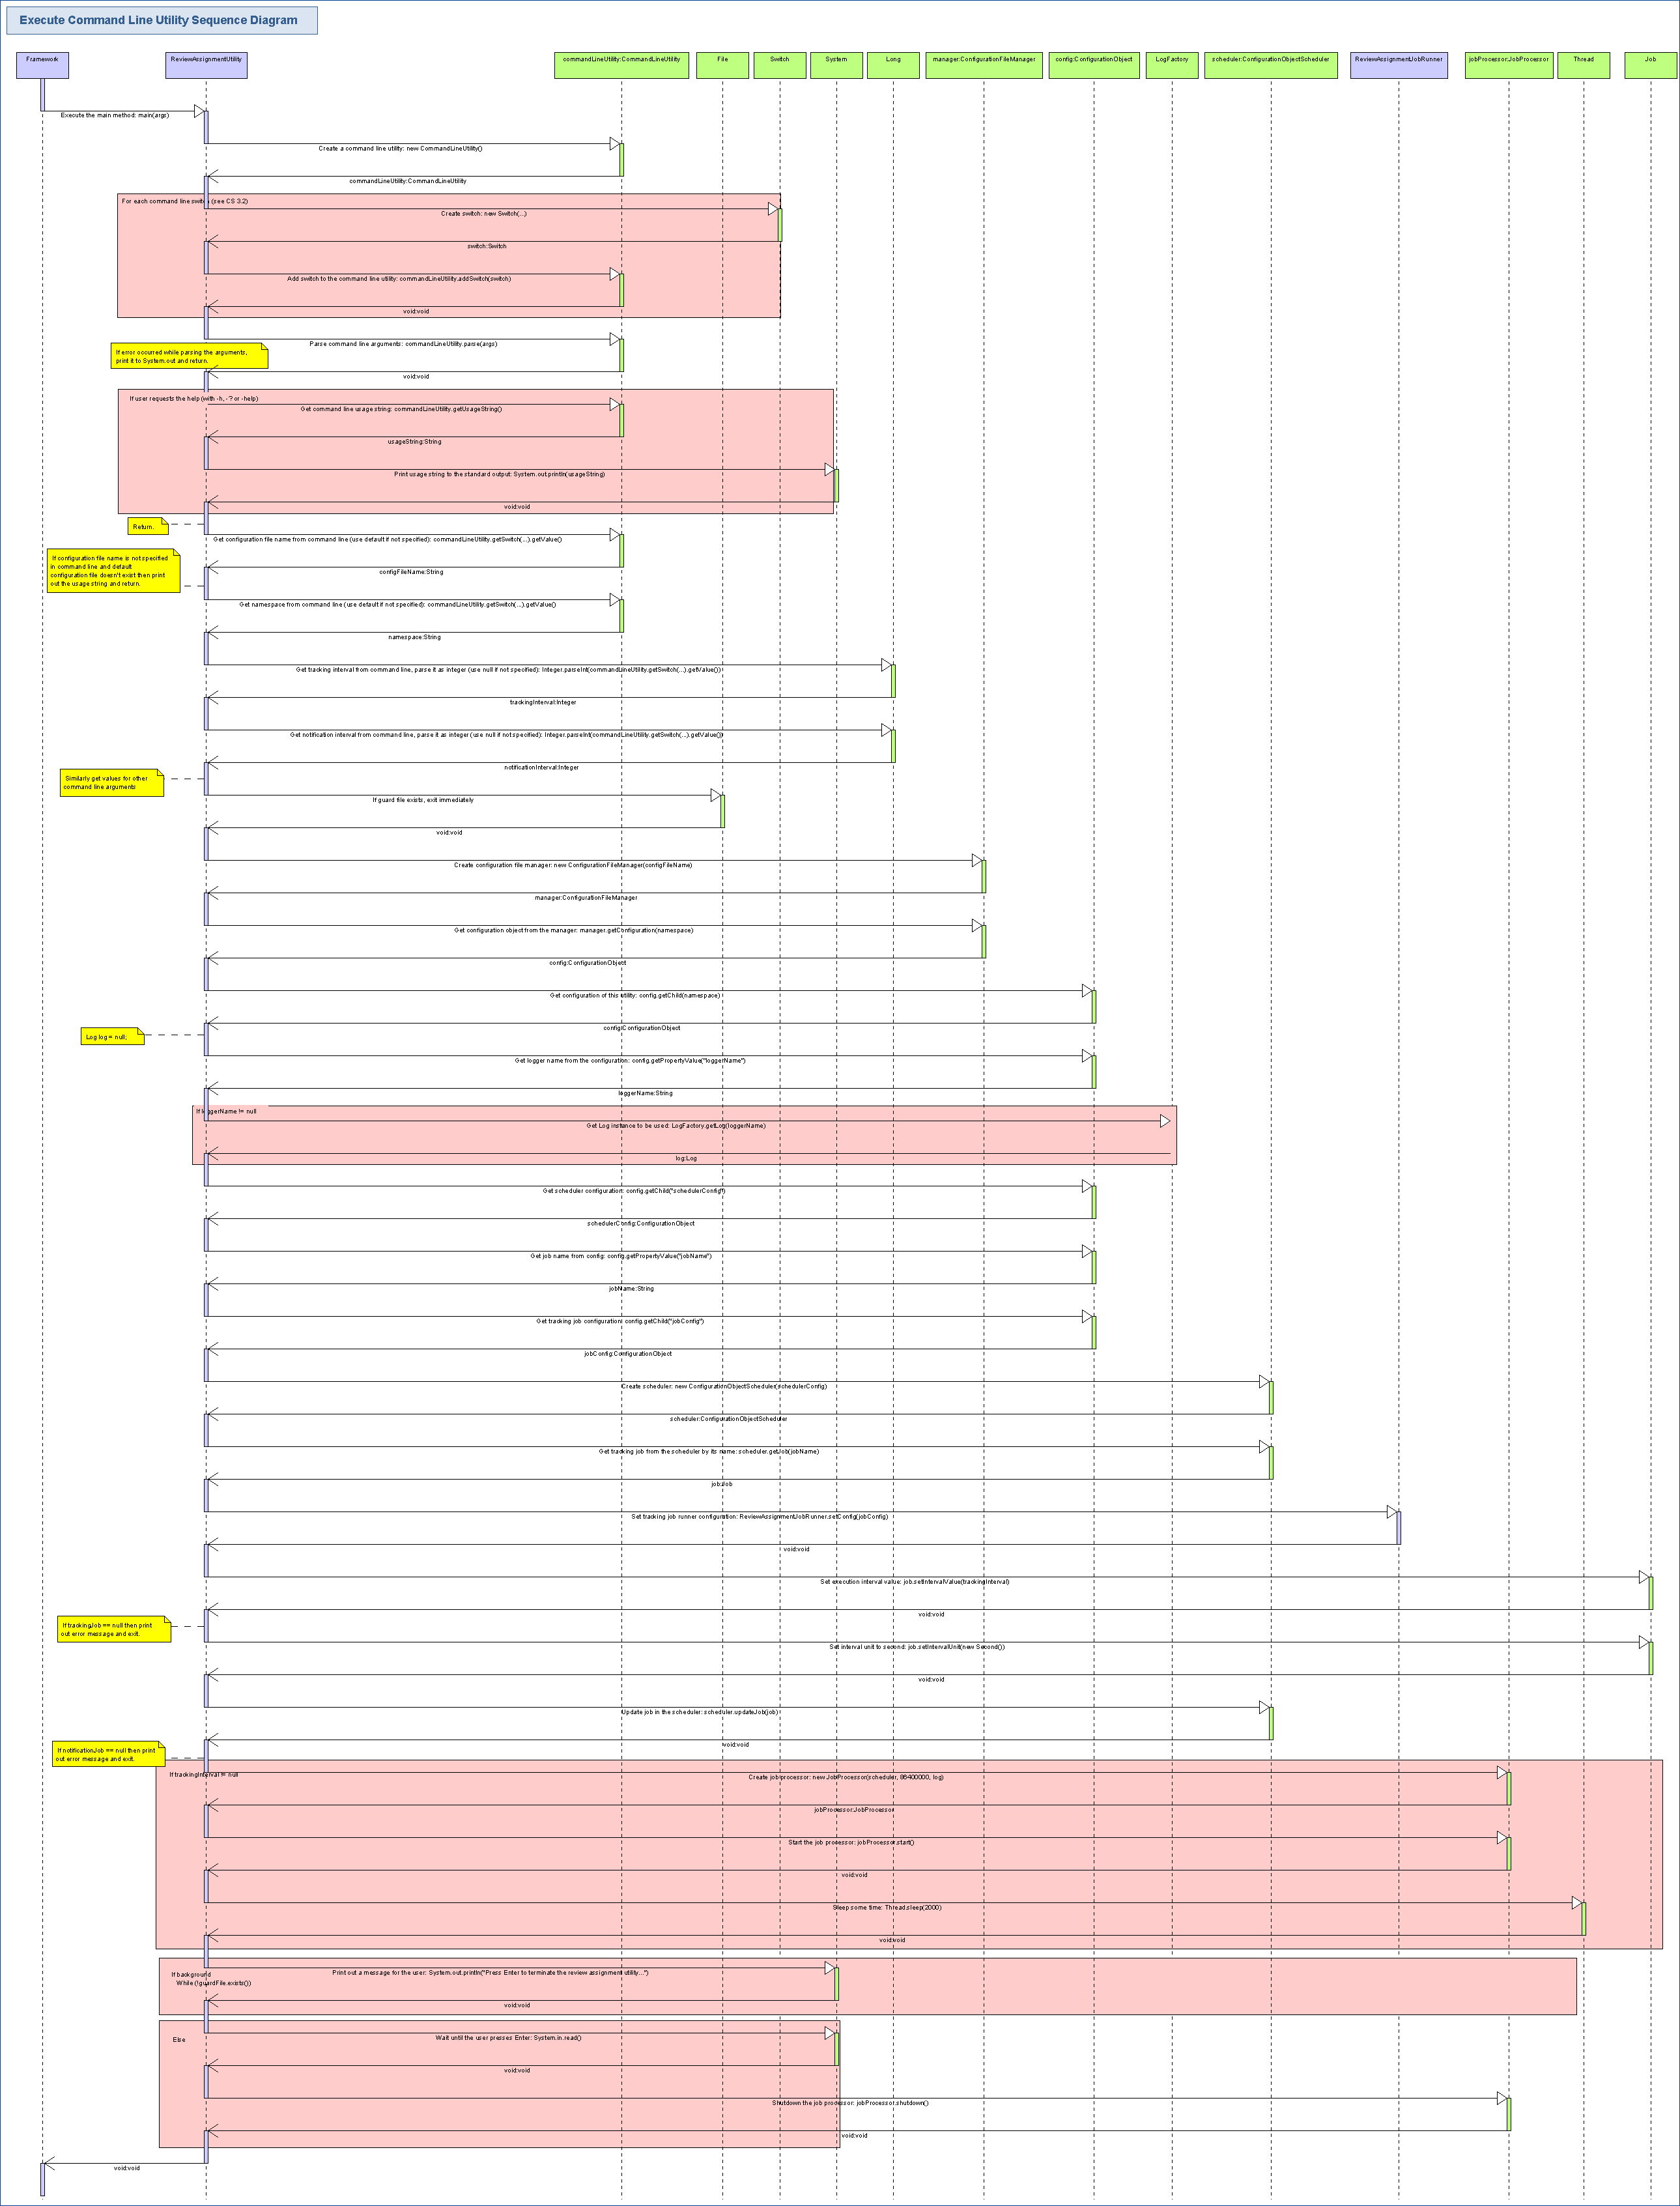 Execute Command Line Utility Sequence Diagram
Framework
ReviewAssignmentUtility
commandLineUtility:CommandLineUtility
File
Switch
System
Long
manager:ConfigurationFileManager
config:ConfigurationObject
LogFactory
scheduler:ConfigurationObjectScheduler
ReviewAssignmentJobRunner
jobProcessor:JobProcessor
Thread
Job
Execute the main method: main(args)
Create a command line utility: new CommandLineUtility()
commandLineUtility:CommandLineUtility
For each command line switch (see CS 3.2)
Create switch: new Switch(...)
switch:Switch
Add switch to the command line utility: commandLineUtility.addSwitch(switch)
void:void
Parse command line arguments: commandLineUtility.parse(args)
If error occurred while parsing the arguments,
print it to System.out and return.
void:void
If user requests the help (with -h, -? or -help)
Get command line usage string: commandLineUtility.getUsageString()
usageString:String
Print usage string to the standard output: System.out.println(usageString)
void:void
Return.
Get configuration file name from command line (use default if not specified): commandLineUtility.getSwitch(...).getValue()
If configuration file name is not specified
in command line and default
configuration file doesn't exist then print
out the usage string and return.
configFileName:String
Get namespace from command line (use default if not specified): commandLineUtility.getSwitch(...).getValue()
namespace:String
Get tracking interval from command line, parse it as integer (use null if not specified): Integer.parseInt(commandLineUtility.getSwitch(...).getValue())
trackingInterval:Integer
Get notification interval from command line, parse it as integer (use null if not specified): Integer.parseInt(commandLineUtility.getSwitch(...).getValue())
notificationInterval:Integer
Similarly get values for other
command line arguments
If guard file exists, exit immediately
void:void
Create configuration file manager: new ConfigurationFileManager(configFileName)
manager:ConfigurationFileManager
Get configuration object from the manager: manager.getConfiguration(namespace)
config:ConfigurationObject
Get configuration of this utility: config.getChild(namespace)
config:ConfigurationObject
Log log = null;
Get logger name from the configuration: config.getPropertyValue("loggerName")
loggerName:String
If loggerName != null
Get Log instance to be used: LogFactory.getLog(loggerName)
log:Log
Get scheduler configuration: config.getChild("schedulerConfig")
schedulerConfig:ConfigurationObject
Get job name from config: config.getPropertyValue("jobName")
jobName:String
Get tracking job configuration: config.getChild("jobConfig")
jobConfig:ConfigurationObject
Create scheduler: new ConfigurationObjectScheduler(schedulerConfig)
scheduler:ConfigurationObjectScheduler
Get tracking job from the scheduler by its name: scheduler.getJob(jobName)
job:Job
Set tracking job runner configuration: ReviewAssignmentJobRunner.setConfig(jobConfig)
void:void
Set execution interval value: job.setIntervalValue(trackingInterval)
void:void
If trackingJob == null then print
out error message and exit.
Set interval unit to second: job.setIntervalUnit(new Second())
void:void
Update job in the scheduler: scheduler.updateJob(job)
void:void
If notificationJob == null then print
out error message and exit.
If trackingInterval != null
Create job processor: new JobProcessor(scheduler, 86400000, log)
jobProcessor:JobProcessor
Start the job processor: jobProcessor.start()
void:void
Sleep some time: Thread.sleep(2000)
void:void
If background
While (!guardFile.exists())
Print out a message for the user: System.out.println("Press Enter to terminate the review assignment utility...")
void:void
Else
Wait until the user presses Enter: System.in.read()
void:void
Shutdown the job processor: jobProcessor.shutdown()
void:void
void:void